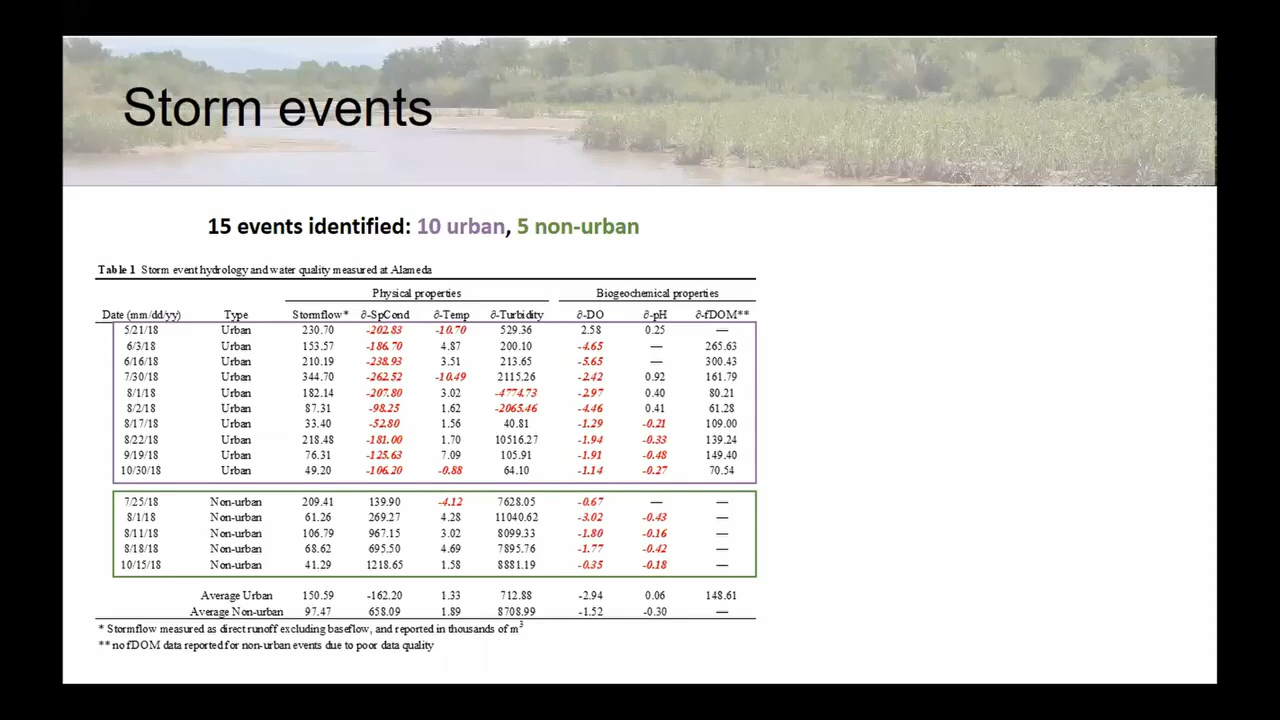 Storm events
15 events identified: 10 urban, 5 non-urban
Table 1 Storm event hydrology and water quality measured at Alameda
Physical properties Biogeochemical properties
Date (mm/dd/yy) Type Stormflow* ∂-SpCond ∂-Temp ∂-Turbidity ∂-DO ∂-pH ∂-fDOM**
5/21/18 Urban 230.70 -202.83 -10.70 529.36 2.58 0.25 —
6/3/18 Urban 153.57 -186.70 4.87 200.10 -4.65 — 265.63
6/16/18 Urban 210.19 -238.93 3.51 213.65 -5.65 — 300.43
7/30/18 Urban 344.70 -262.52 -10.49 2115.26 -2.42 0.92 161.79
8/1/18 Urban 182.14 -207.80 3.02 -4774.73 -2.97 0.40 80.21
8/2/18 Urban 87.31 -98.25 1.62 -2065.46 -4.46 0.41 61.28
8/17/18 Urban 33.40 -52.80 1.56 40.81 -1.29 -0.21 109.00
8/22/18 Urban 218.48 -181.00 1.70 10516.27 -1.94 -0.33 139.24
9/19/18 Urban 76.31 -125.63 7.09 105.91 -1.91 -0.48 149.40
10/30/18 Urban 49.20 -106.20 -0.88 64.10 -1.14 -0.27 70.54
7/25/18 Non-urban 209.41 139.90 -4.12 7628.05 -0.67 — —
8/1/18 Non-urban 61.26 269.27 4.28 11040.62 -3.02 -0.43 —
8/11/18 Non-urban 106.79 967.15 3.02 8099.33 -1.80 -0.16 —
8/18/18 Non-urban 68.62 695.50 4.69 7895.76 -1.77 -0.42 —
10/15/18 Non-urban 41.29 1218.65 1.58 8881.19 -0.35 -0.18 —
Average Urban 150.59 -162.20 1.33 712.88 -2.94 0.06 148.61
Average Non-urban 97.47 658.09 1.89 8708.99 -1.52 -0.30 —
* Stormflow measured as direct runoff excluding baseflow, and reported in thousands of m3
** no fDOM data reported for non-urban events due to poor data quality